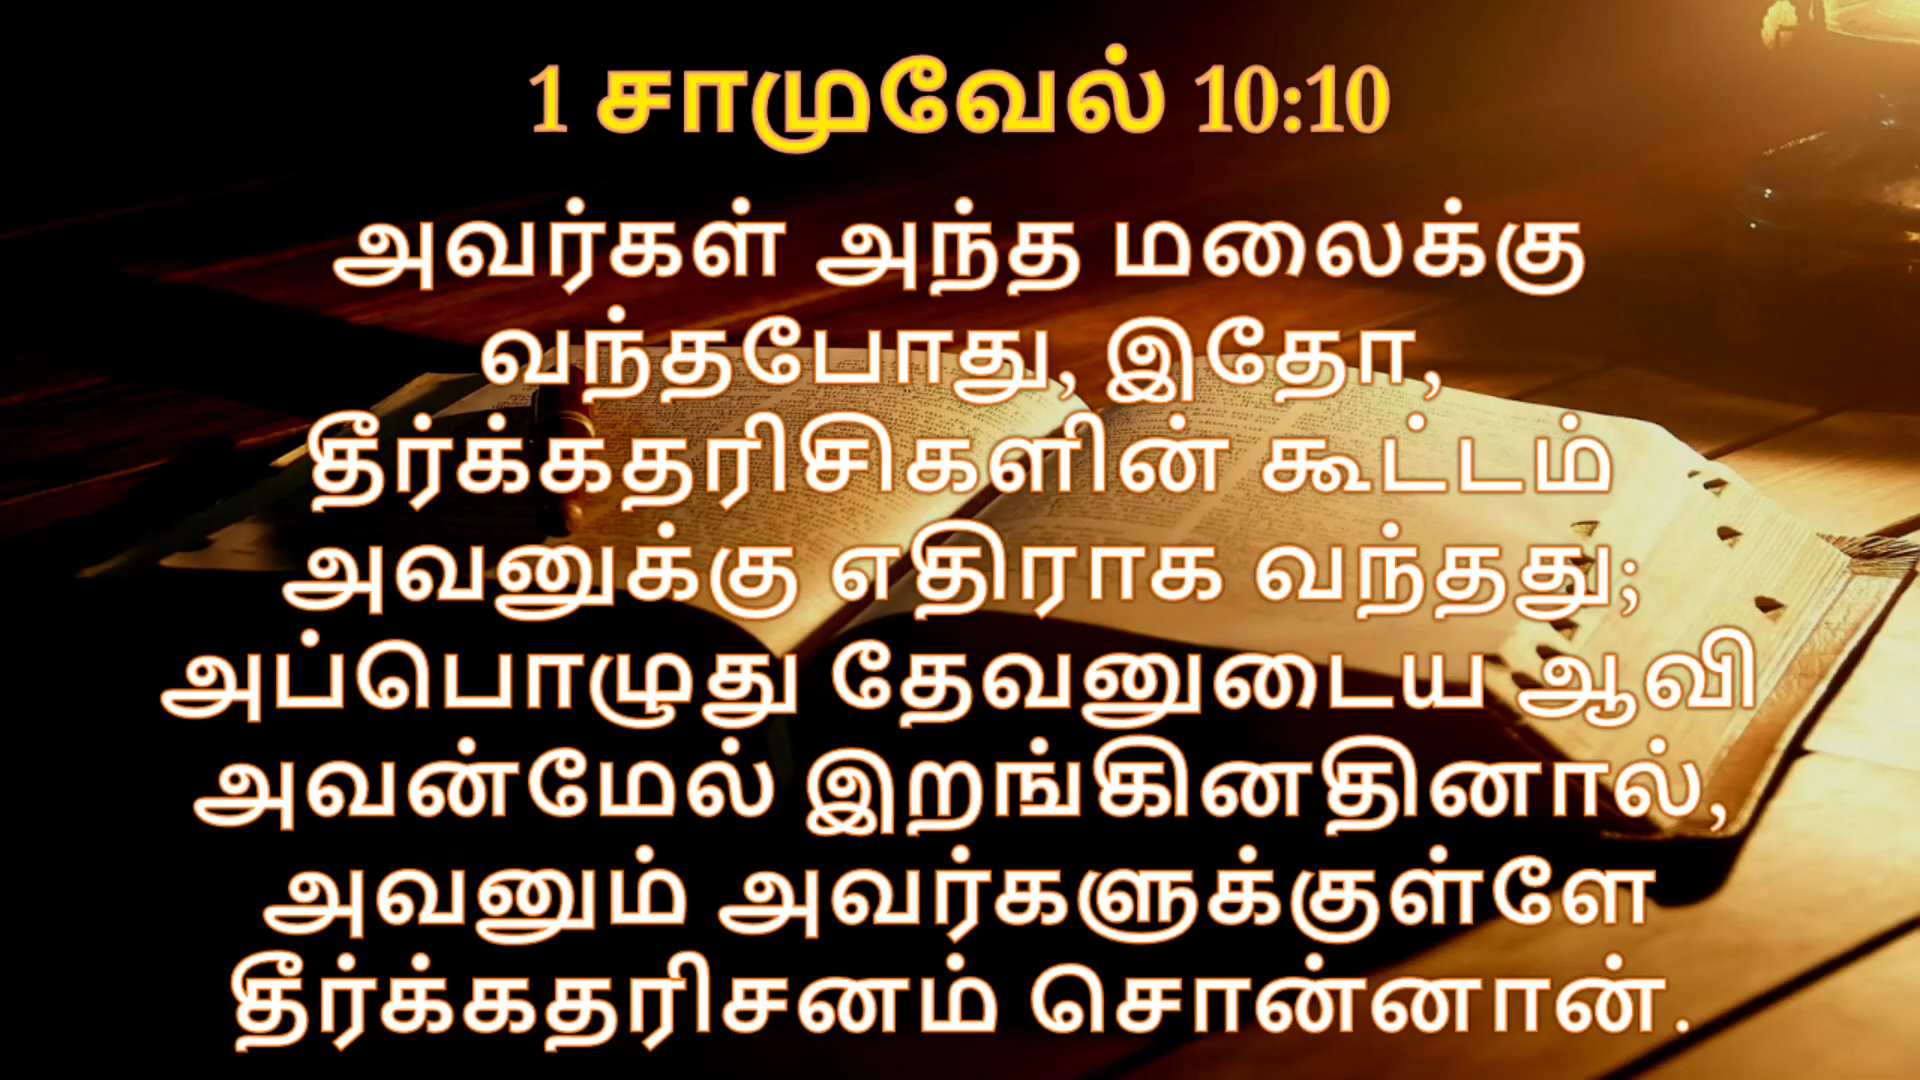 1 சாமுவேல் 10:10
அவர்கள் அந்த மலைக்கு
வந்தபோது, இதோ,
தீர்க்கதரிசிகளின் கூட்டம்
அவனுக்கு எதிராக வந்தது;
அப்பொழுது தேவனுடைய ஆவி
அவன்மேல் இறங்கினதினால்,
அவனும் அவர்களுக்குள்ளே
தீர்க்கதரிசனம் சொன்னான்.